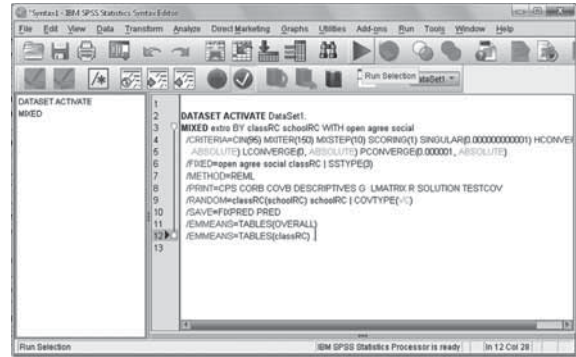 *Syntax1 - IBM SPSS Statistics Syntax Editor
File Edit View Data Transform Analyze Direct Marketing Graphs Utilities Add-ons Run Tools Window Help
Run Selection
ataSet1
DATASET ACTIVATE
MIXED
1
2 DATASET ACTIVATE DataSet1.
3 MIXED extro BY classRC schoolRC WITH open agree social
4 /CRITERIA=CIN(95) MXITER(150) MXSTEP(10) SCORING(1) SINGULAR(0.000000000001) HCONVER
5 ABSOLUTE) LCONVERGE(0, ABSOLUTE) PCONVERGE(0.000001, ABSOLUTE)
6 /FIXED=open agree social classRC | SSTYPE(3)
7 /METHOD=REML
8 /PRINT=CPS CORB COVB DESCRIPTIVES G LMATRIX R SOLUTION TESTCOV
9 /RANDOM=classRC(schoolRC) schoolRC | COVTYPE(VC)
10 /SAVE=FIXPRED PRED
11 /EMMEANS=TABLES(OVERALL)
12 /EMMEANS=TABLES(classRC) .
13
Run Selection
IBM SPSS Statistics Processor is ready
In 12 Col 28